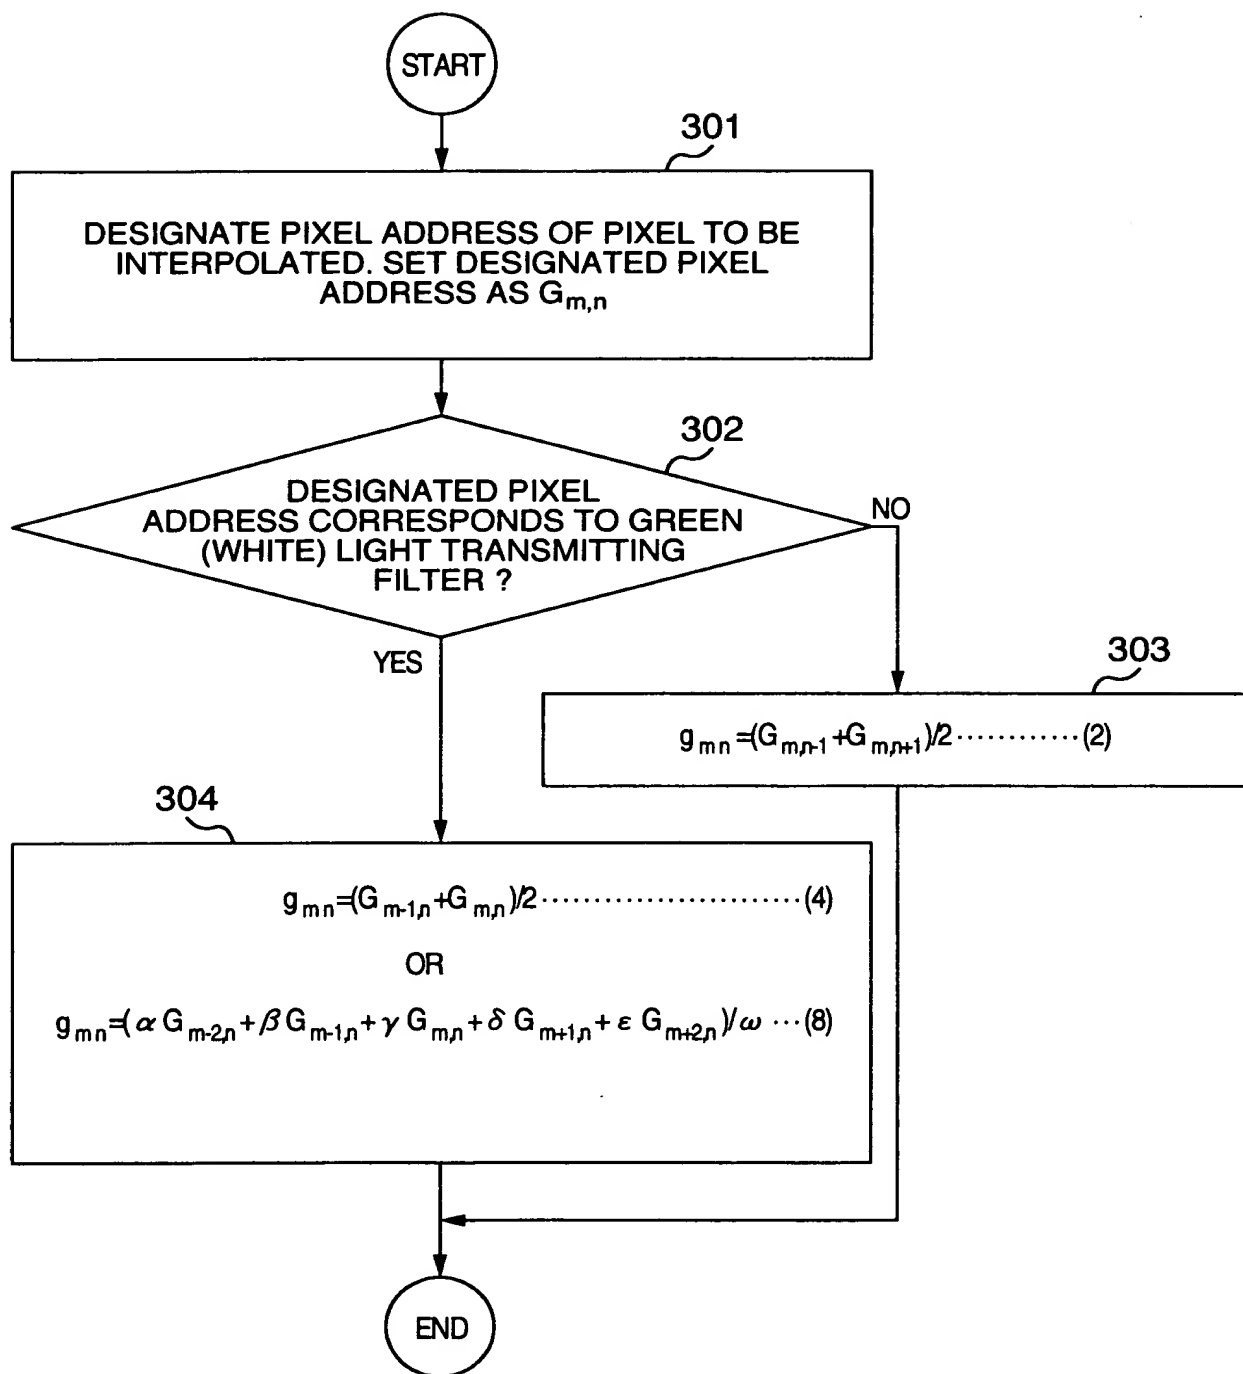 START
301
DESIGNATE PIXEL ADDRESS OF PIXEL TO BE
INTERPOLATED. SET DESIGNATED PIXEL
ADDRESS AS Gm,n
302
DESIGNATED PIXEL
ADDRESS CORRESPONDS TO GREEN
(WHITE) LIGHT TRANSMITTING
FILTER ?
NO
YES
303
gmn=(Gm,n-1+Gm,n+1)/2············(2)
304
gmn=(Gm-1,n+Gm,n)/2························(4)
OR
gmn=(αGm-2,n+βGm-1,n+γGm,n+δGm+1,n+εGm+2,n)/ω···(8)
END